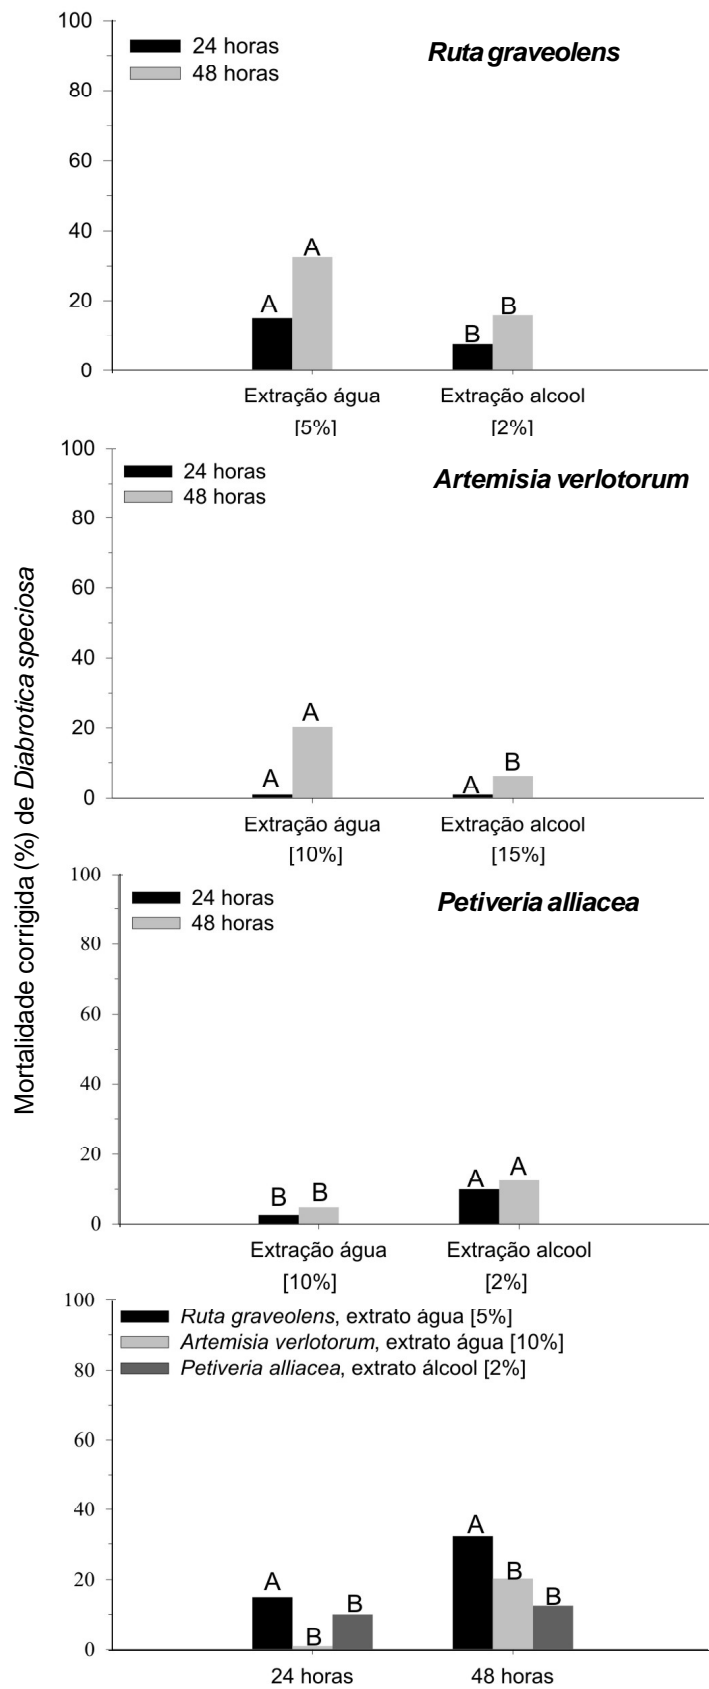 Mortalidade corrigida (%) de Diabrotica speciosa
100
80
60
40
20
0
24 horas
48 horas
Ruta graveolens
A
A
B
B
Extração água
Extração alcool
[5%]
[2%]
100
80
60
40
20
0
24 horas
48 horas
Artemisia verlotorum
A
A
A
B
Extração água
Extração alcool
[10%]
[15%]
100
80
60
40
20
0
24 horas
48 horas
Petiveria alliacea
B
B
A
A
Extração água
Extração alcool
[10%]
[2%]
100
80
60
40
20
0
Ruta graveolens, extrato água [5%]
Artemisia verlotorum, extrato água [10%]
Petiveria alliacea, extrato álcool [2%]
A
B
B
A
B
B
24 horas
48 horas